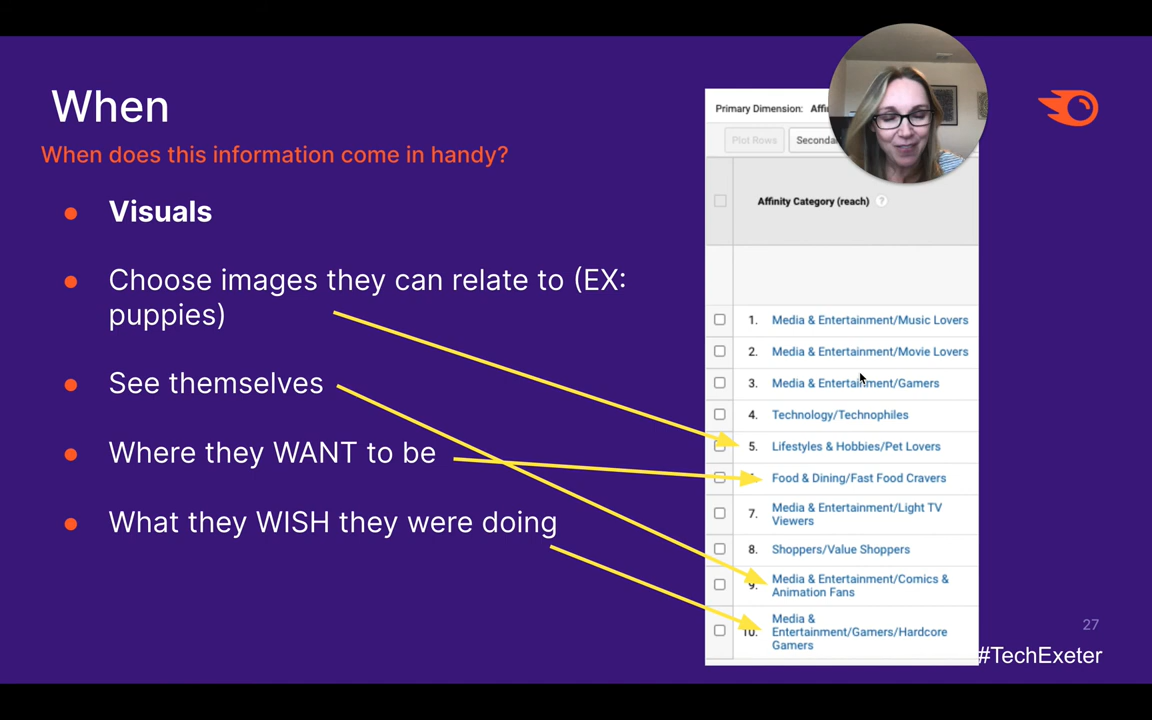 When
When does this information come in handy?
Visuals
Choose images they can relate to (EX:
puppies)
See themselves
Where they WANT to be
What they WISH they were doing
Primary Dimension:
Plot Rows
Affinity Category (reach) ?
1. Media & Entertainment/Music Lovers
2. Media & Entertainment/Movie Lovers
3. Media & Entertainment/Gamers
4. Technology/Technophiles
5. Lifestyles & Hobbies/Pet Lovers
Food & Dining/Fast Food Cravers
7. Media & Entertainment/Light TV
Viewers
8. Shoppers/Value Shoppers
9. Media & Entertainment/Comics &
Animation Fans
10. Media &
Entertainment/Gamers/Hardcore
Gamers
27
#TechExeter